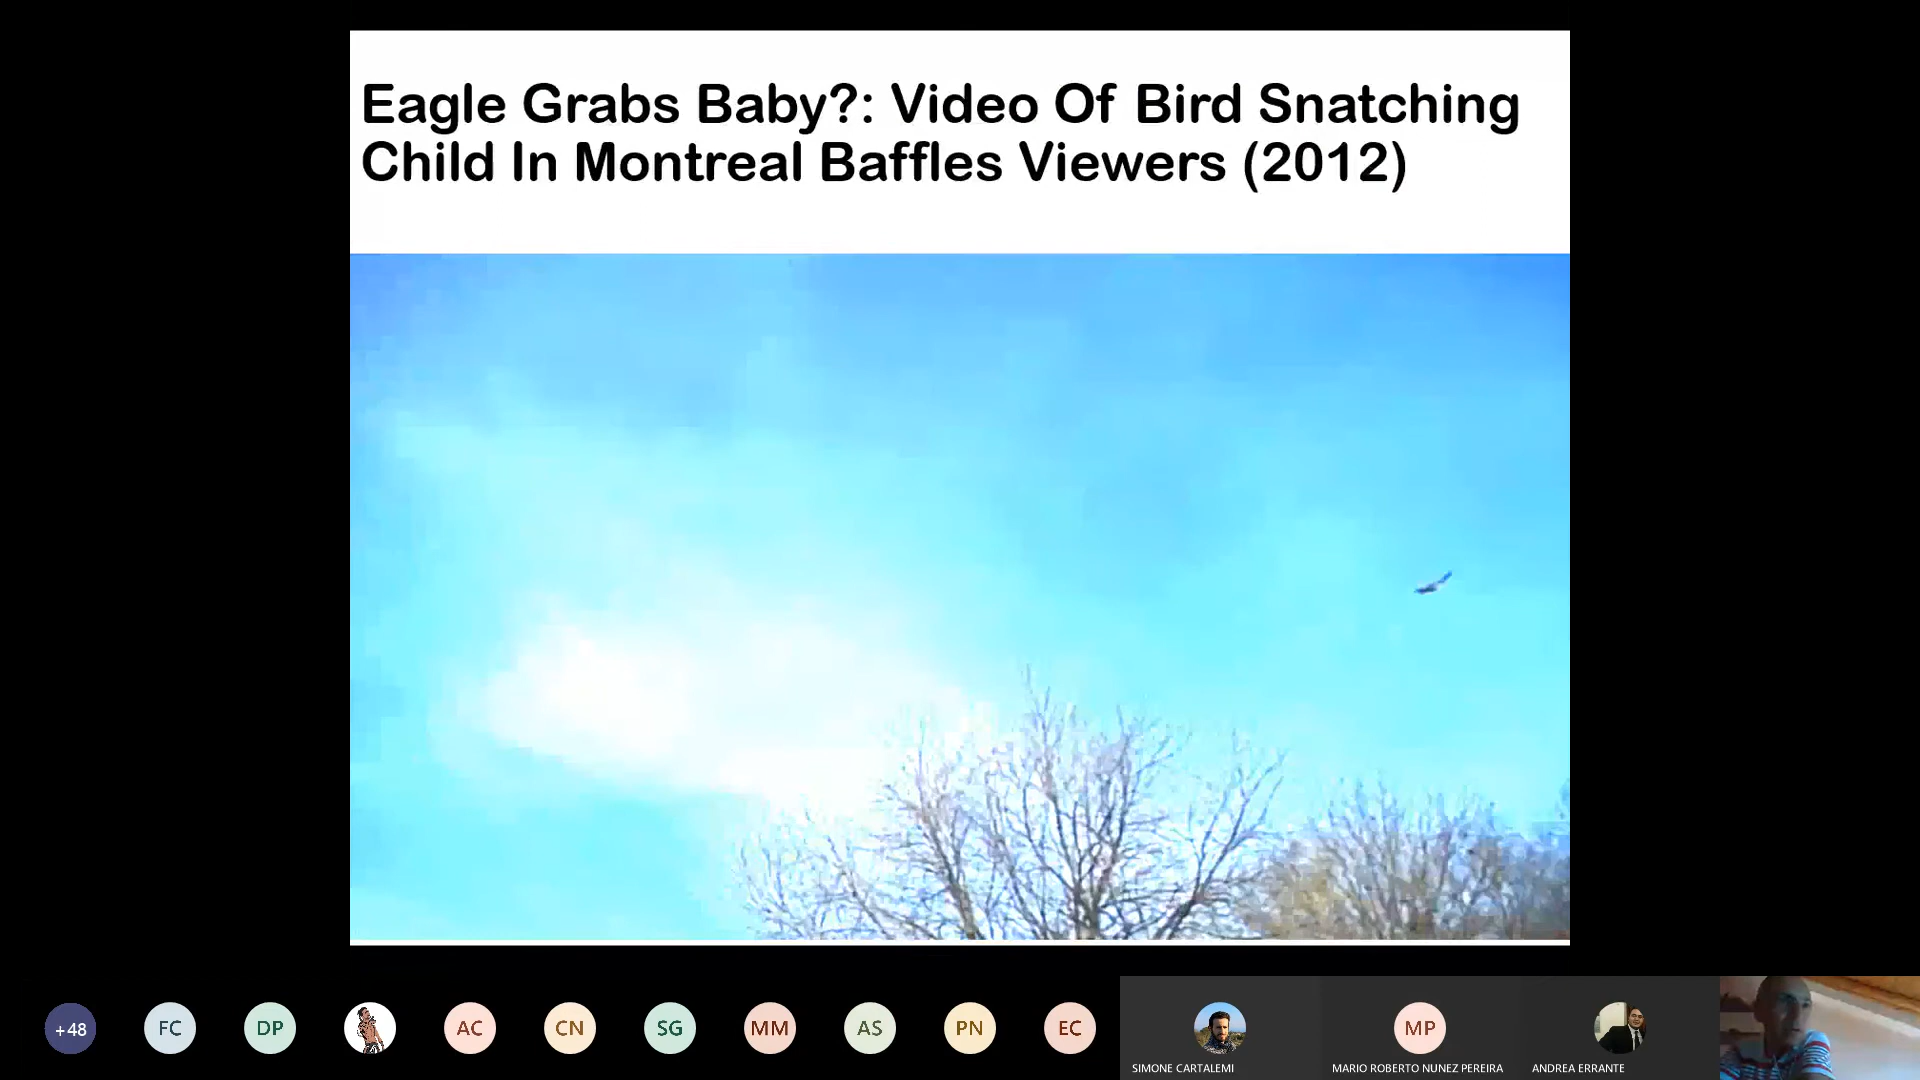 Eagle Grabs Baby?: Video Of Bird Snatching
Child In Montreal Baffles Viewers (2012)
+48
FC
DP
AC
CN
SG
MM
AS
PN
EC
MP
SIMONE CARTALEMI
MARIO ROBERTO NUNEZ PEREIRA
ANDREA ERRANTE